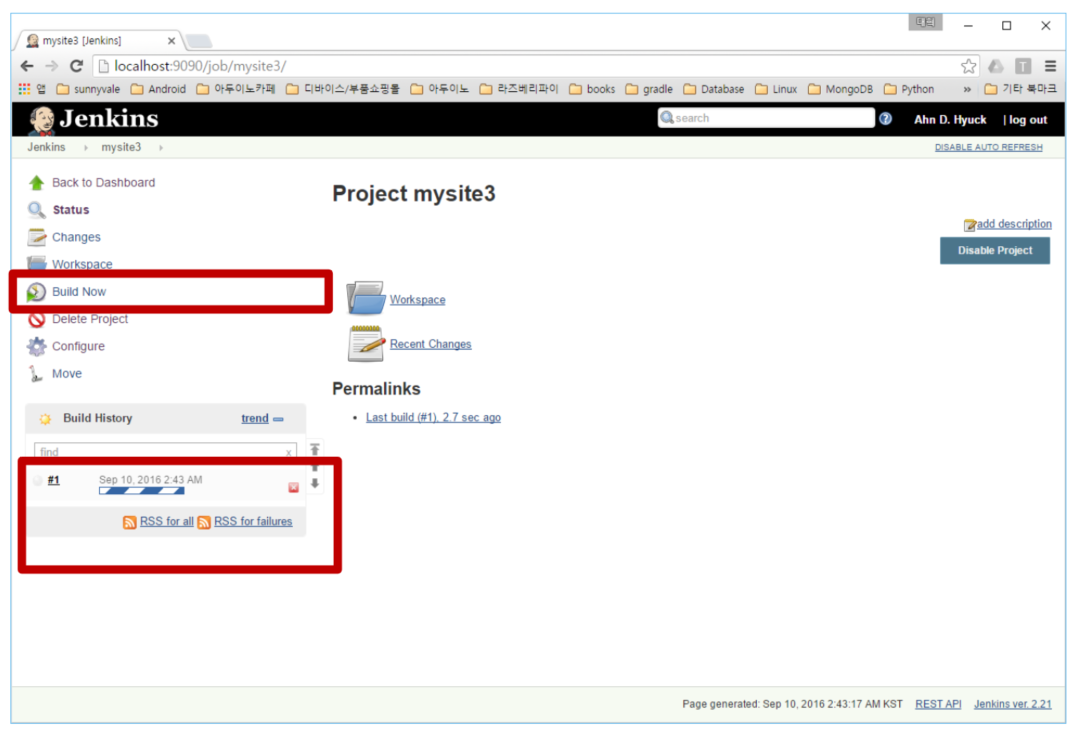 태혁
mysite3 [Jenkins] x
localhost:9090/job/mysite3/
앱 sunnyvale Android 아두이노카페 디바이스/부품쇼핑몰 아두이노 라즈베리파이 books gradle Database Linux MongoDB Python » 기타 북마크
Jenkins search Ahn D. Hyuck | log out
Jenkins › mysite3 › DISABLE AUTO REFRESH
Back to Dashboard
Project mysite3
Status
add description
Changes
Disable Project
Workspace
Build Now
Workspace
Delete Project
Configure
Recent Changes
Move
Permalinks
Build History trend
Last build (#1), 2.7 sec ago
find x
#1 Sep 10, 2016 2:43 AM
RSS for all RSS for failures
Page generated: Sep 10, 2016 2:43:17 AM KST REST API Jenkins ver. 2.21